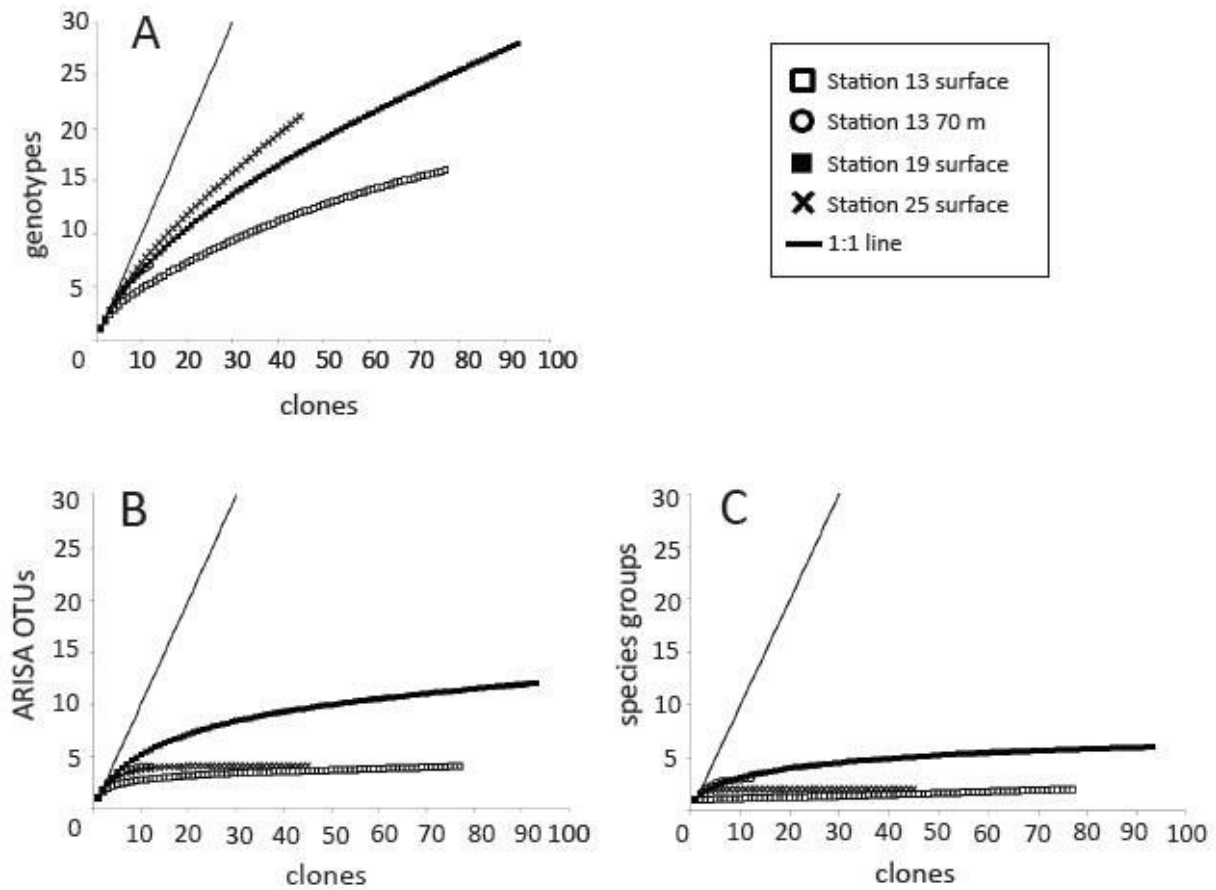 A
30
25
20
15
10
5
0
10 20 30 40 50 60 70 80 90 100
genotypes
clones
Station 13 surface
Station 13 70 m
Station 19 surface
Station 25 surface
1:1 line
B
30
25
20
15
10
5
0
10 20 30 40 50 60 70 80 90 100
ARISA OTUs
clones
C
30
25
20
15
10
5
0
10 20 30 40 50 60 70 80 90 100
species groups
clones